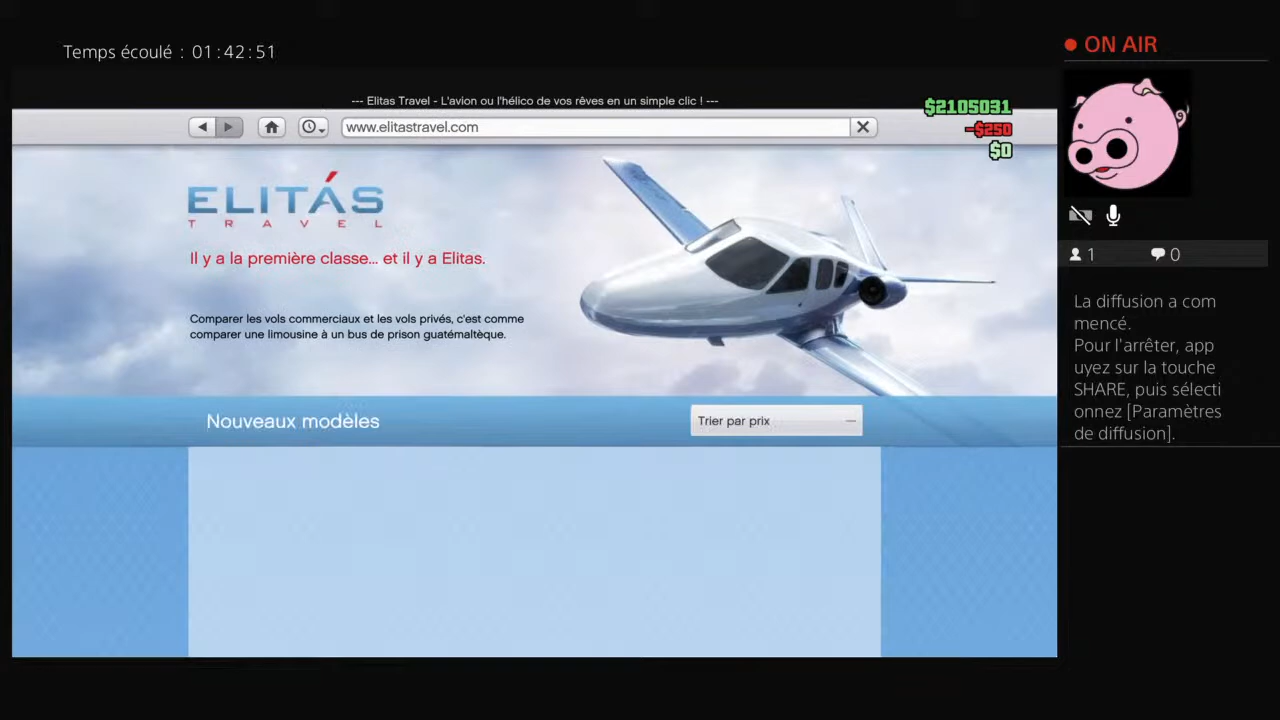 Temps écoulé : 01:42:51
ON AIR
--- Elitas Travel - L'avion ou l'hélico de vos rêves en un simple clic ! ---
www.elitastravel.com
$2105031
-$250
$0
ELITÁS
TRAVEL
Il y a la première classe... et il y a Elitas.
Comparer les vols commerciaux et les vols privés, c'est comme
comparer une limousine à un bus de prison guatémaltèque.
Nouveaux modèles
Trier par prix
1
0
La diffusion a com
mencé.
Pour l'arrêter, app
uyez sur la touche
SHARE, puis sélecti
onnez [Paramètres
de diffusion].